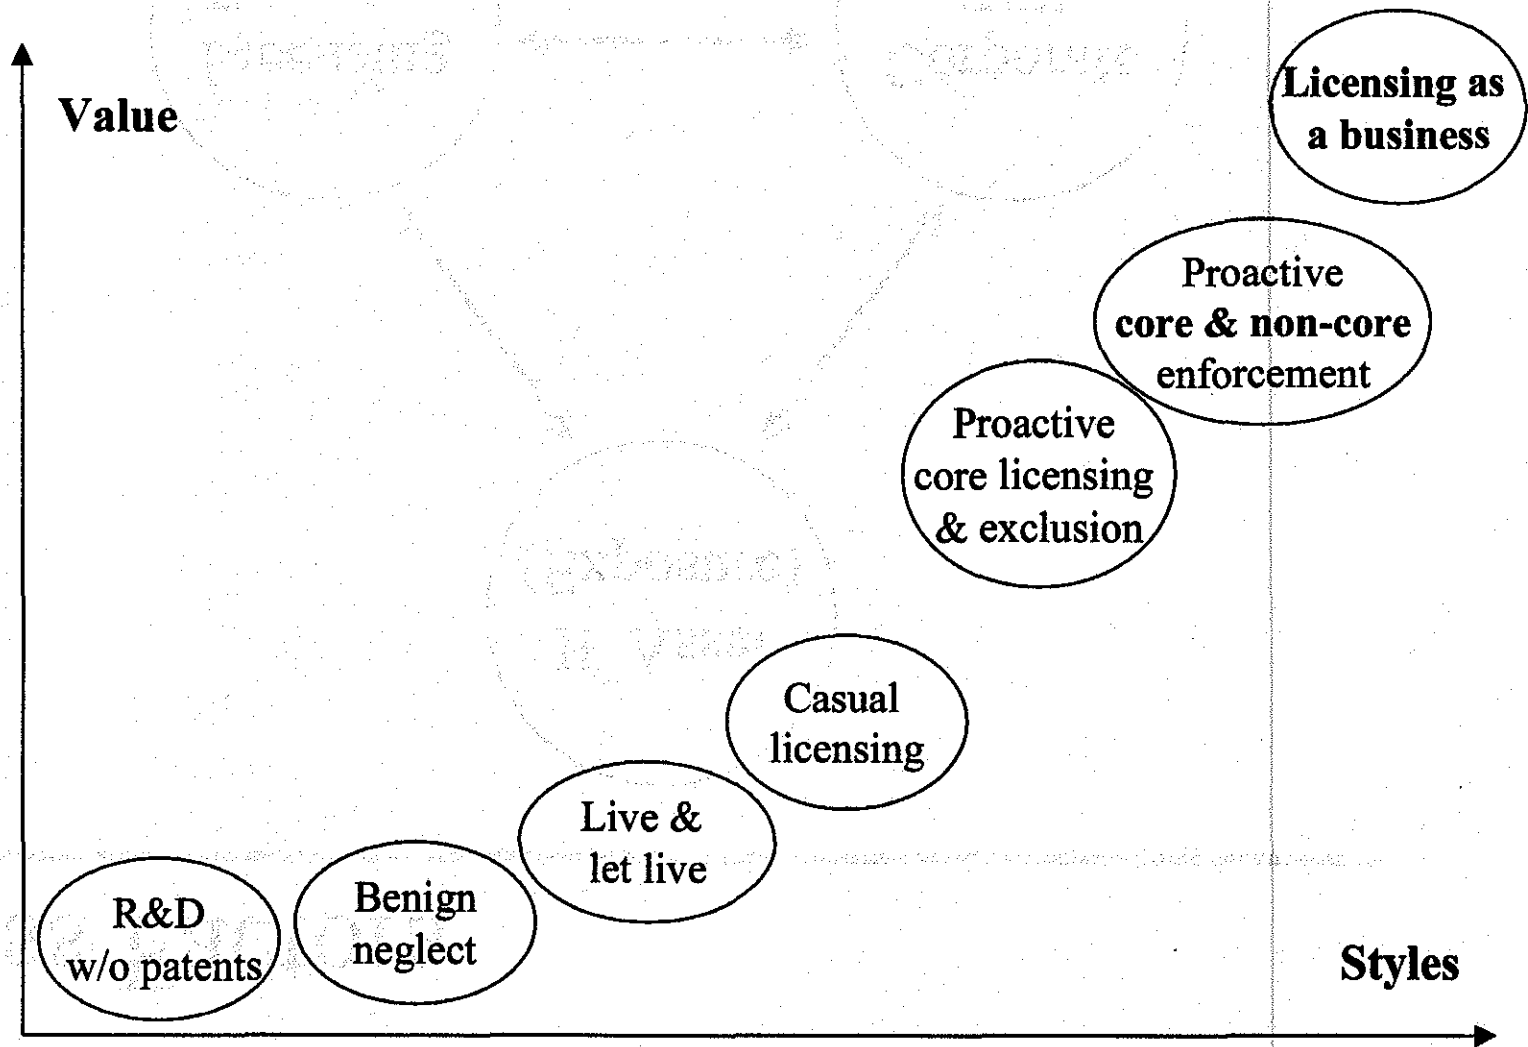 Value
Licensing as
a business
Proactive
core & non-core
enforcement
Proactive
core licensing
& exclusion
Casual
licensing
Live &
let live
Benign
neglect
R&D
w/o patents
Styles